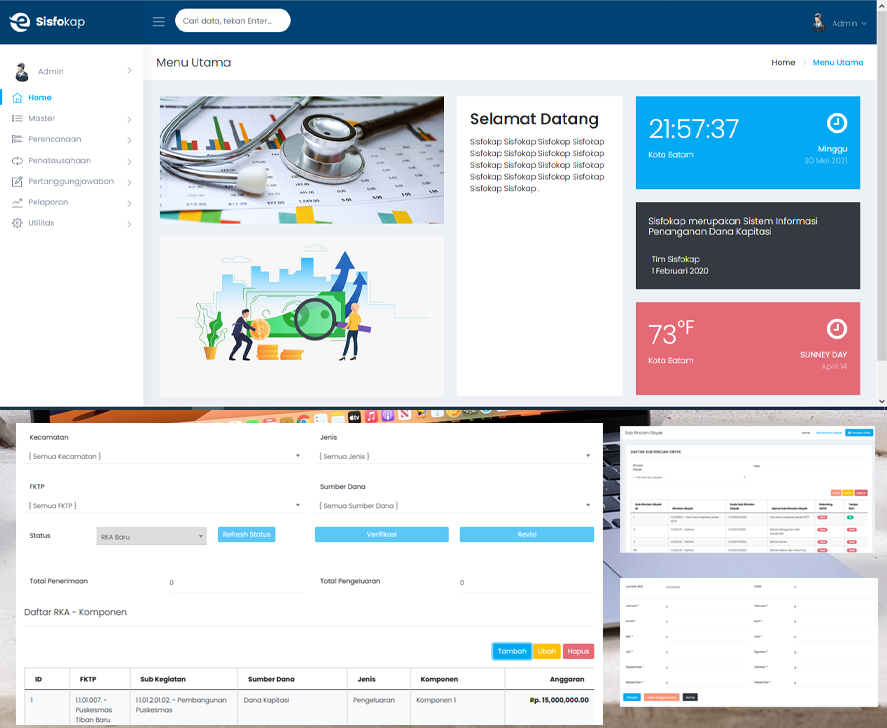 Sisfokap
Cari data, tekan Enter...
Admin
Admin
Home
Master
Perencanaan
Penatausahaan
Pertanggungjawaban
Pelaporan
Utilitas
Menu Utama
Home
Menu Utama
Selamat Datang
Sisfokap Sisfokap Sisfokap Sisfokap
Sisfokap Sisfokap Sisfokap Sisfokap
Sisfokap Sisfokap Sisfokap Sisfokap
Sisfokap Sisfokap Sisfokap Sisfokap
Sisfokap Sisfokap .
21:57:37
Kota Batam
Minggu
30 Mei 2021
Sisfokap merupakan Sistem Informasi
Penanganan Dana Kapitasi
Tim Sisfokap
1 Februari 2020
73°F
Kota Batam
SUNNEY DAY
April 14
Kecamatan
[ Semua Kecamatan ]
Jenis
[ Semua Jenis ]
FKTP
[ Semua FKTP ]
Sumber Dana
[ Semua Sumber Dana ]
Status
RKA Baru
Refresh Status
Verifikasi
Revisi
Total Penerimaan
0
Total Pengeluaran
0
Daftar RKA - Komponen
Tambah
Ubah
Hapus
ID FKTP Sub Kegiatan Sumber Dana Jenis Komponen Anggaran
1 1.1.01.007. - 1.1.01.2.01.02. - Pembangunan Dana Kapitasi Pengeluaran Komponen 1 Rp. 15,000,000.00
Puskesmas Puskesmas
Tiban Baru
Sub Rincian Obyek
Home
Sub Rincian Obyek
DAFTAR SUB RINCIAN OBYEK